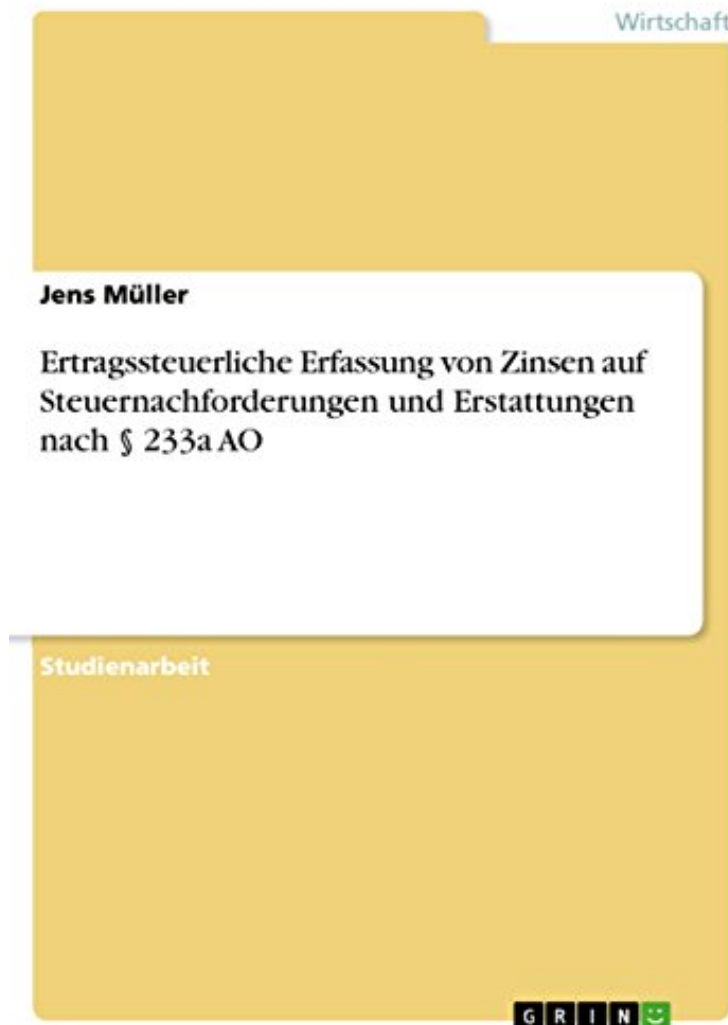 Wirtschaft
Jens Müller
Ertragssteuerliche Erfassung von Zinsen auf
Steuernachforderungen und Erstattungen
nach § 233a AO
Studienarbeit
GRIN